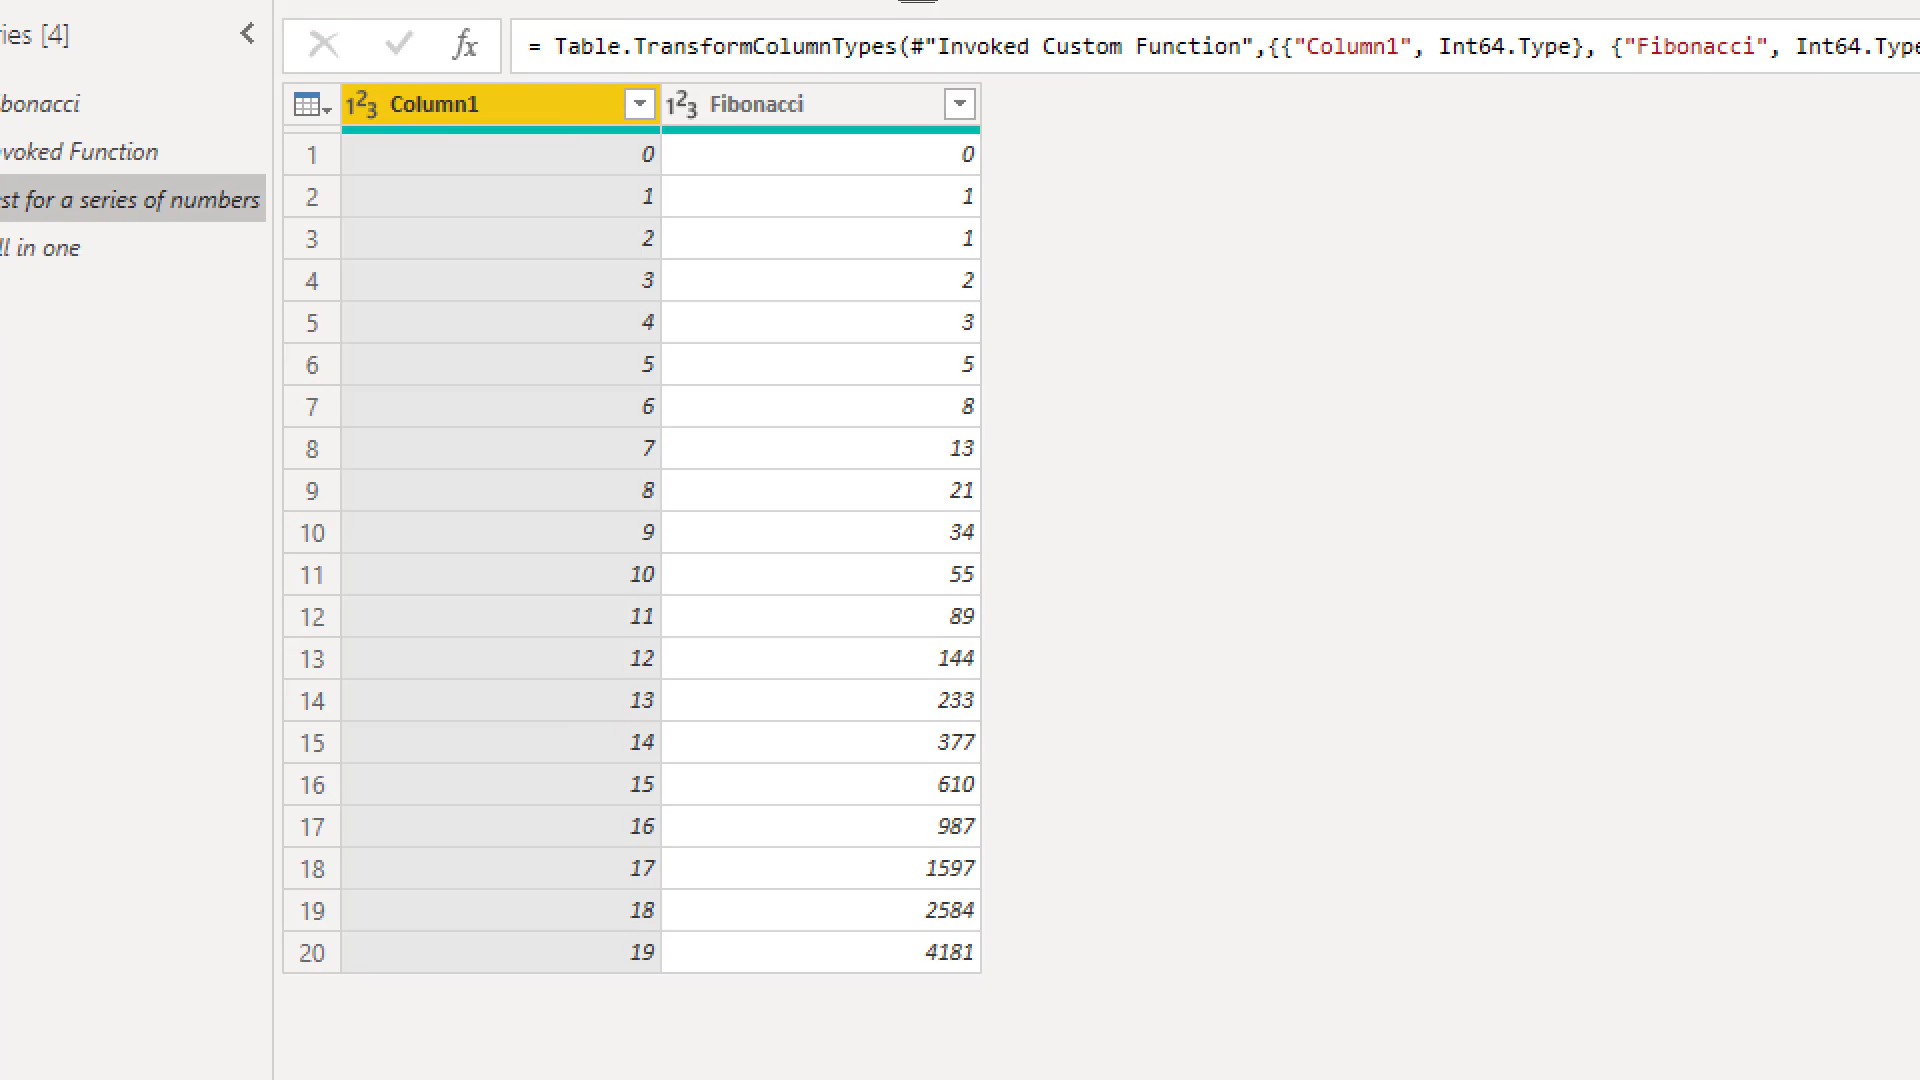 ries [4]
fx
= Table.TransformColumnTypes(#"Invoked Custom Function",{{"Column1", Int64.Type}, {"Fibonacci", Int64.Type
bonacci
voked Function
st for a series of numbers
ll in one
123 Column1 123 Fibonacci
1 0 0
2 1 1
3 2 1
4 3 2
5 4 3
6 5 5
7 6 8
8 7 13
9 8 21
10 9 34
11 10 55
12 11 89
13 12 144
14 13 233
15 14 377
16 15 610
17 16 987
18 17 1597
19 18 2584
20 19 4181